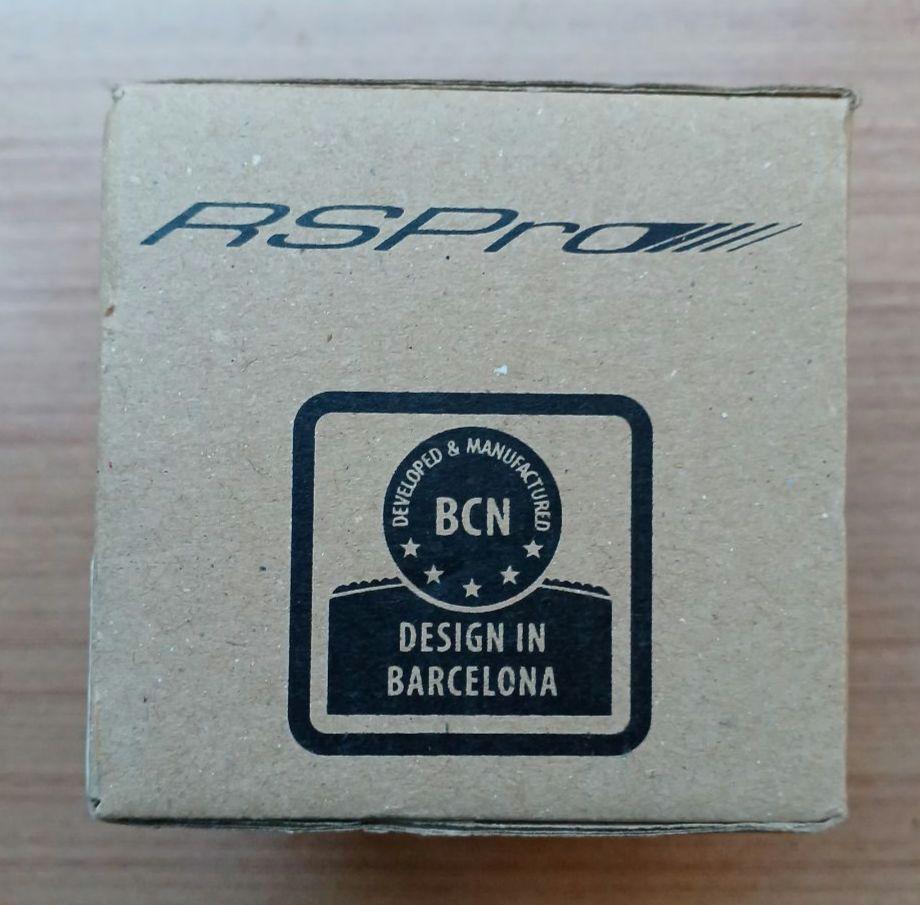 RSPro
DEVELOPED & MANUFACTURED
BCN
DESIGN IN
BARCELONA